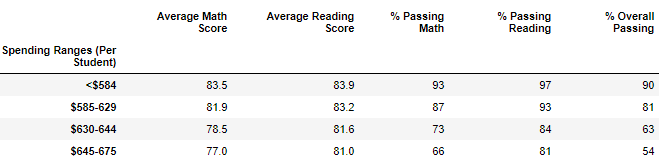 Average Math Score Average Reading Score % Passing Math % Passing Reading % Overall Passing
Spending Ranges (Per Student)
<$584 83.5 83.9 93 97 90
$585-629 81.9 83.2 87 93 81
$630-644 78.5 81.6 73 84 63
$645-675 77.0 81.0 66 81 54